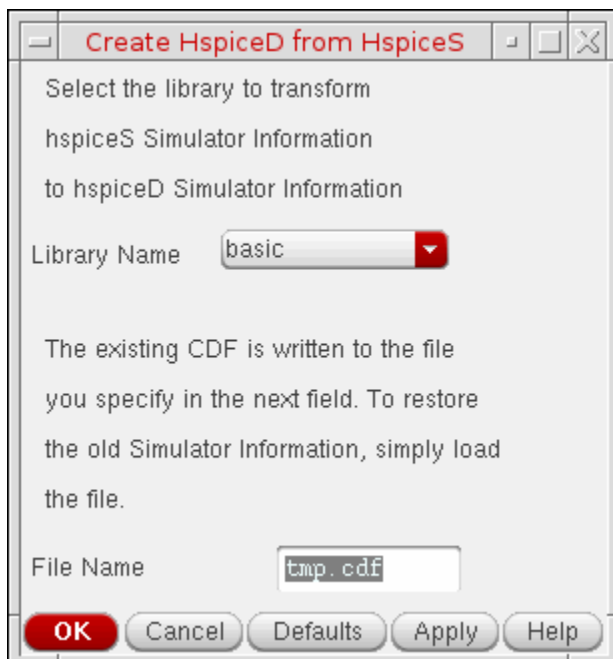 Create HspiceD from HspiceS
Select the library to transform
hspiceS Simulator Information
to hspiceD Simulator Information
Library Name basic
The existing CDF is written to the file
you specify in the next field. To restore
the old Simulator Information, simply load
the file.
File Name tmp.cdf
OK Cancel Defaults Apply Help